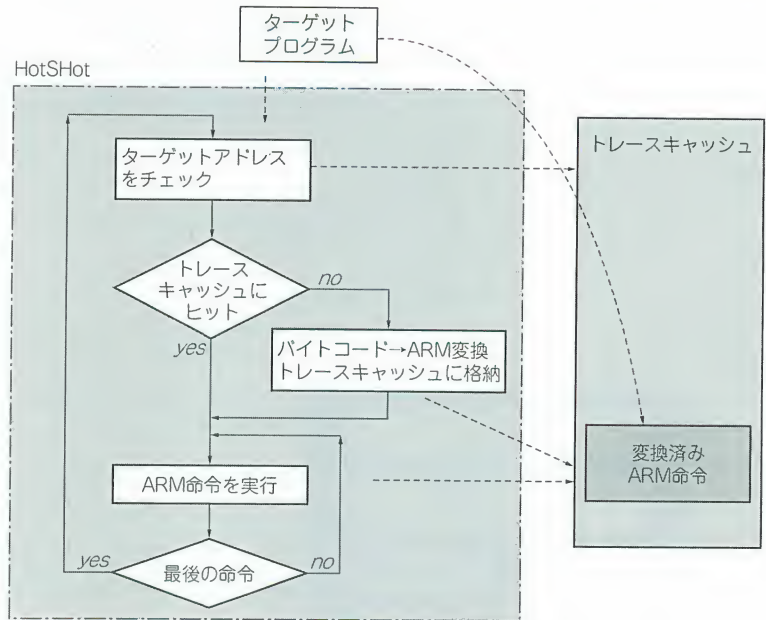 ターゲット
プログラム
HotSHot
ターゲットアドレス
をチェック
トレースキャッシュ
トレース
キャッシュに
ヒット
no
yes
バイトコード→ARM変換
トレースキャッシュに格納
変換済み
ARM命令
ARM命令を実行
yes
最後の命令
no